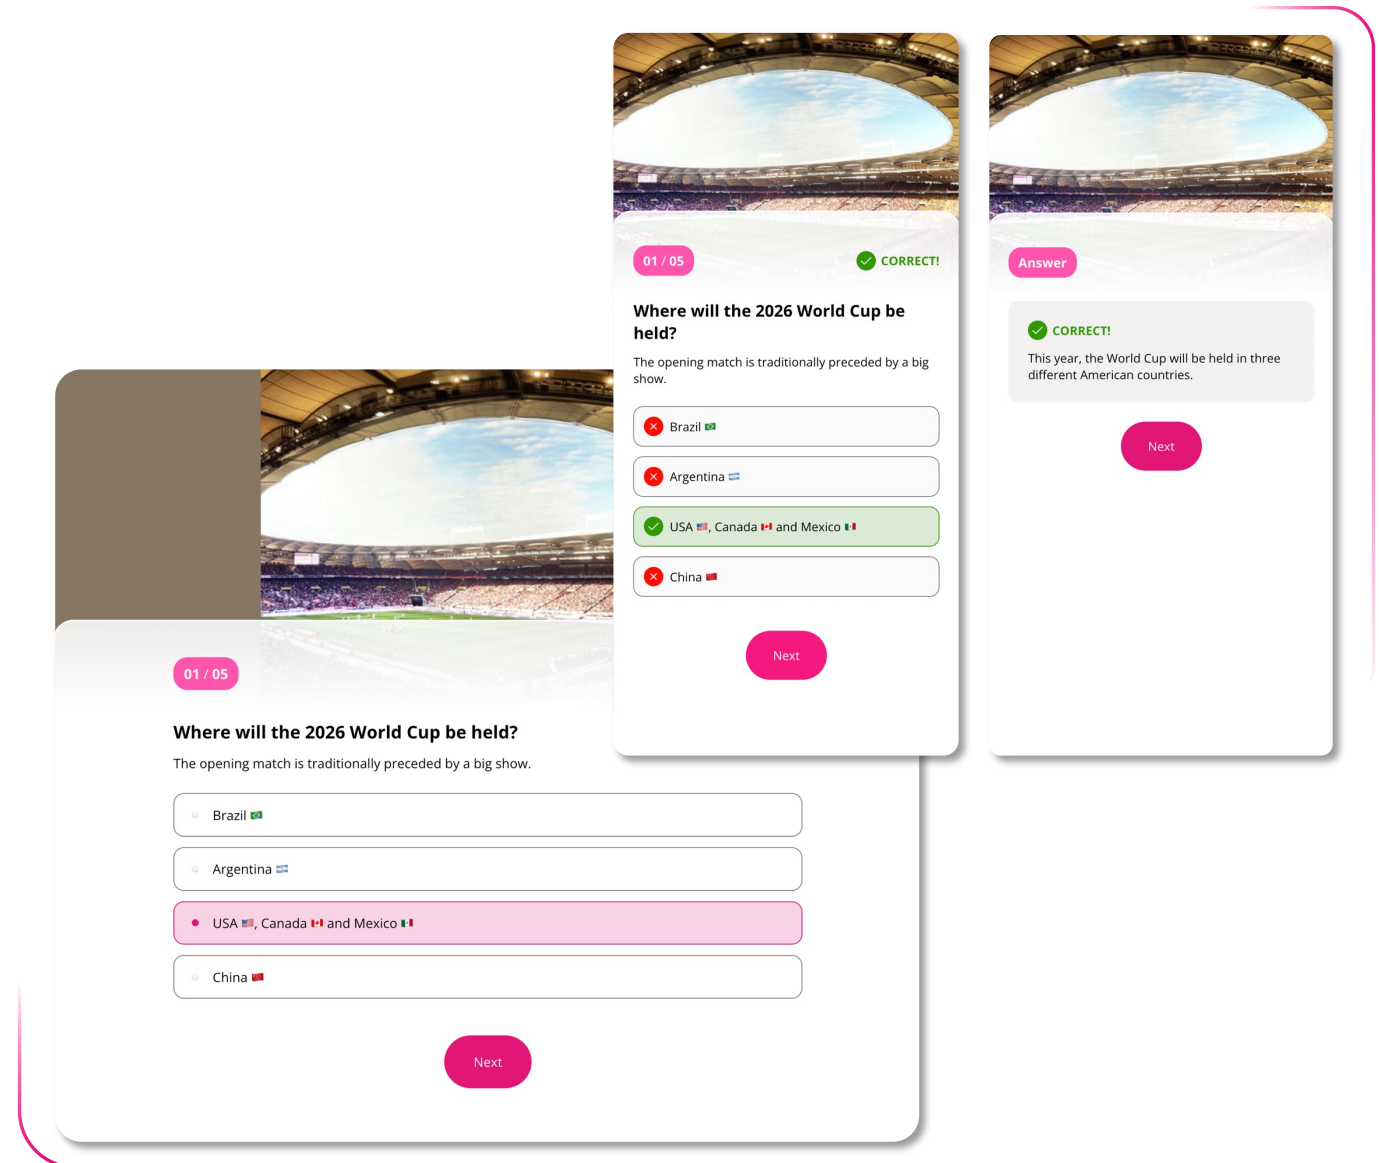 01 / 05
CORRECT!
Where will the 2026 World Cup be
held?
The opening match is traditionally preceded by a big
show.
Brazil 🇧🇷
Argentina 🇦🇷
USA 🇺🇸, Canada 🇨🇦 and Mexico 🇲🇽
China 🇨🇳
Next
Answer
CORRECT!
This year, the World Cup will be held in three
different American countries.
Next
01 / 05
Where will the 2026 World Cup be held?
The opening match is traditionally preceded by a big show.
Brazil 🇧🇷
Argentina 🇦🇷
USA 🇺🇸, Canada 🇨🇦 and Mexico 🇲🇽
China 🇨🇳
Next